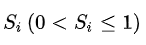 S_i (0 < S_i ≤ 1)